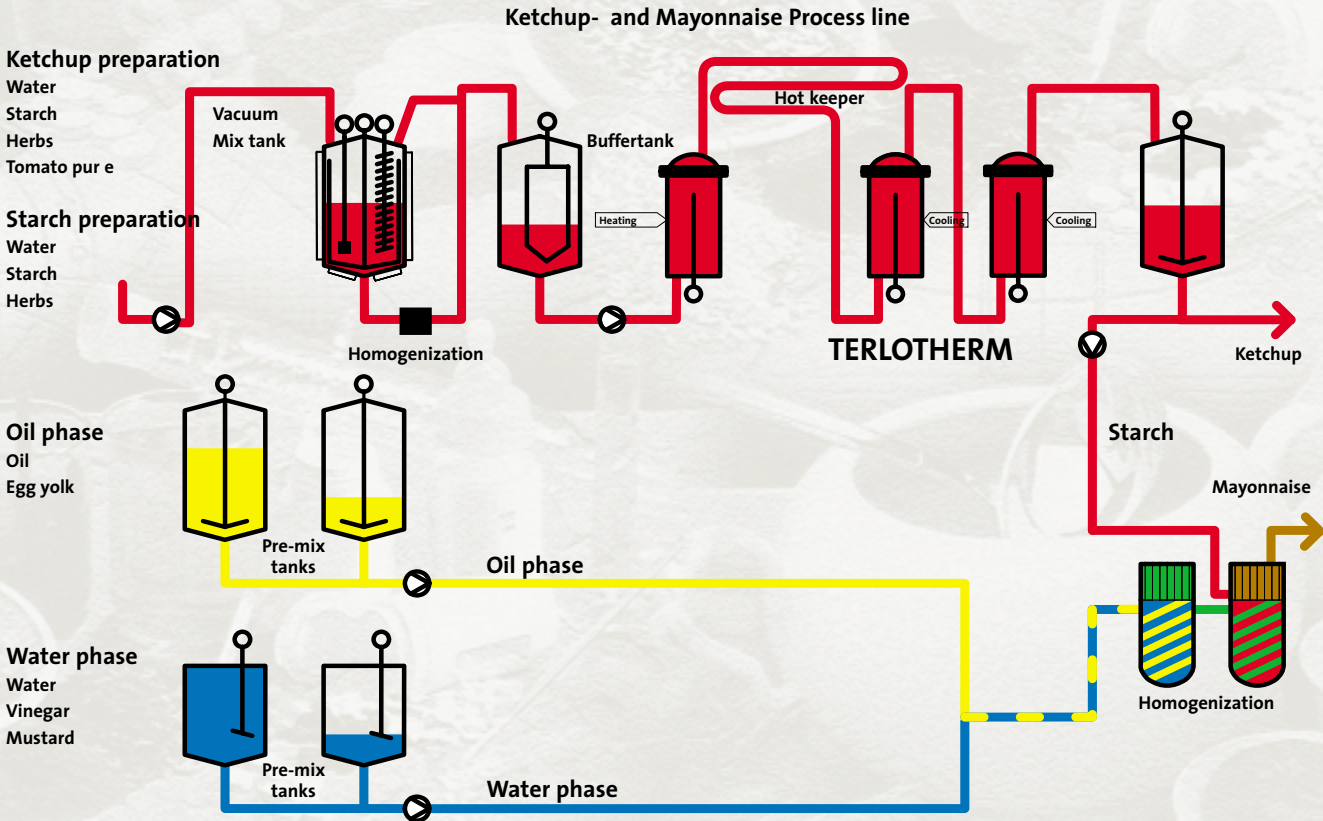 Ketchup- and Mayonnaise Process line
Ketchup preparation
Water
Starch
Herbs
Tomato pur e
Starch preparation
Water
Starch
Herbs
Vacuum
Mix tank
Homogenization
Buffertank
Heating
Hot keeper
Cooling
Cooling
TERLOTHERM
Ketchup
Starch
Mayonnaise
Oil phase
Oil
Egg yolk
Pre-mix
tanks
Oil phase
Water phase
Water
Vinegar
Mustard
Pre-mix
tanks
Water phase
Homogenization